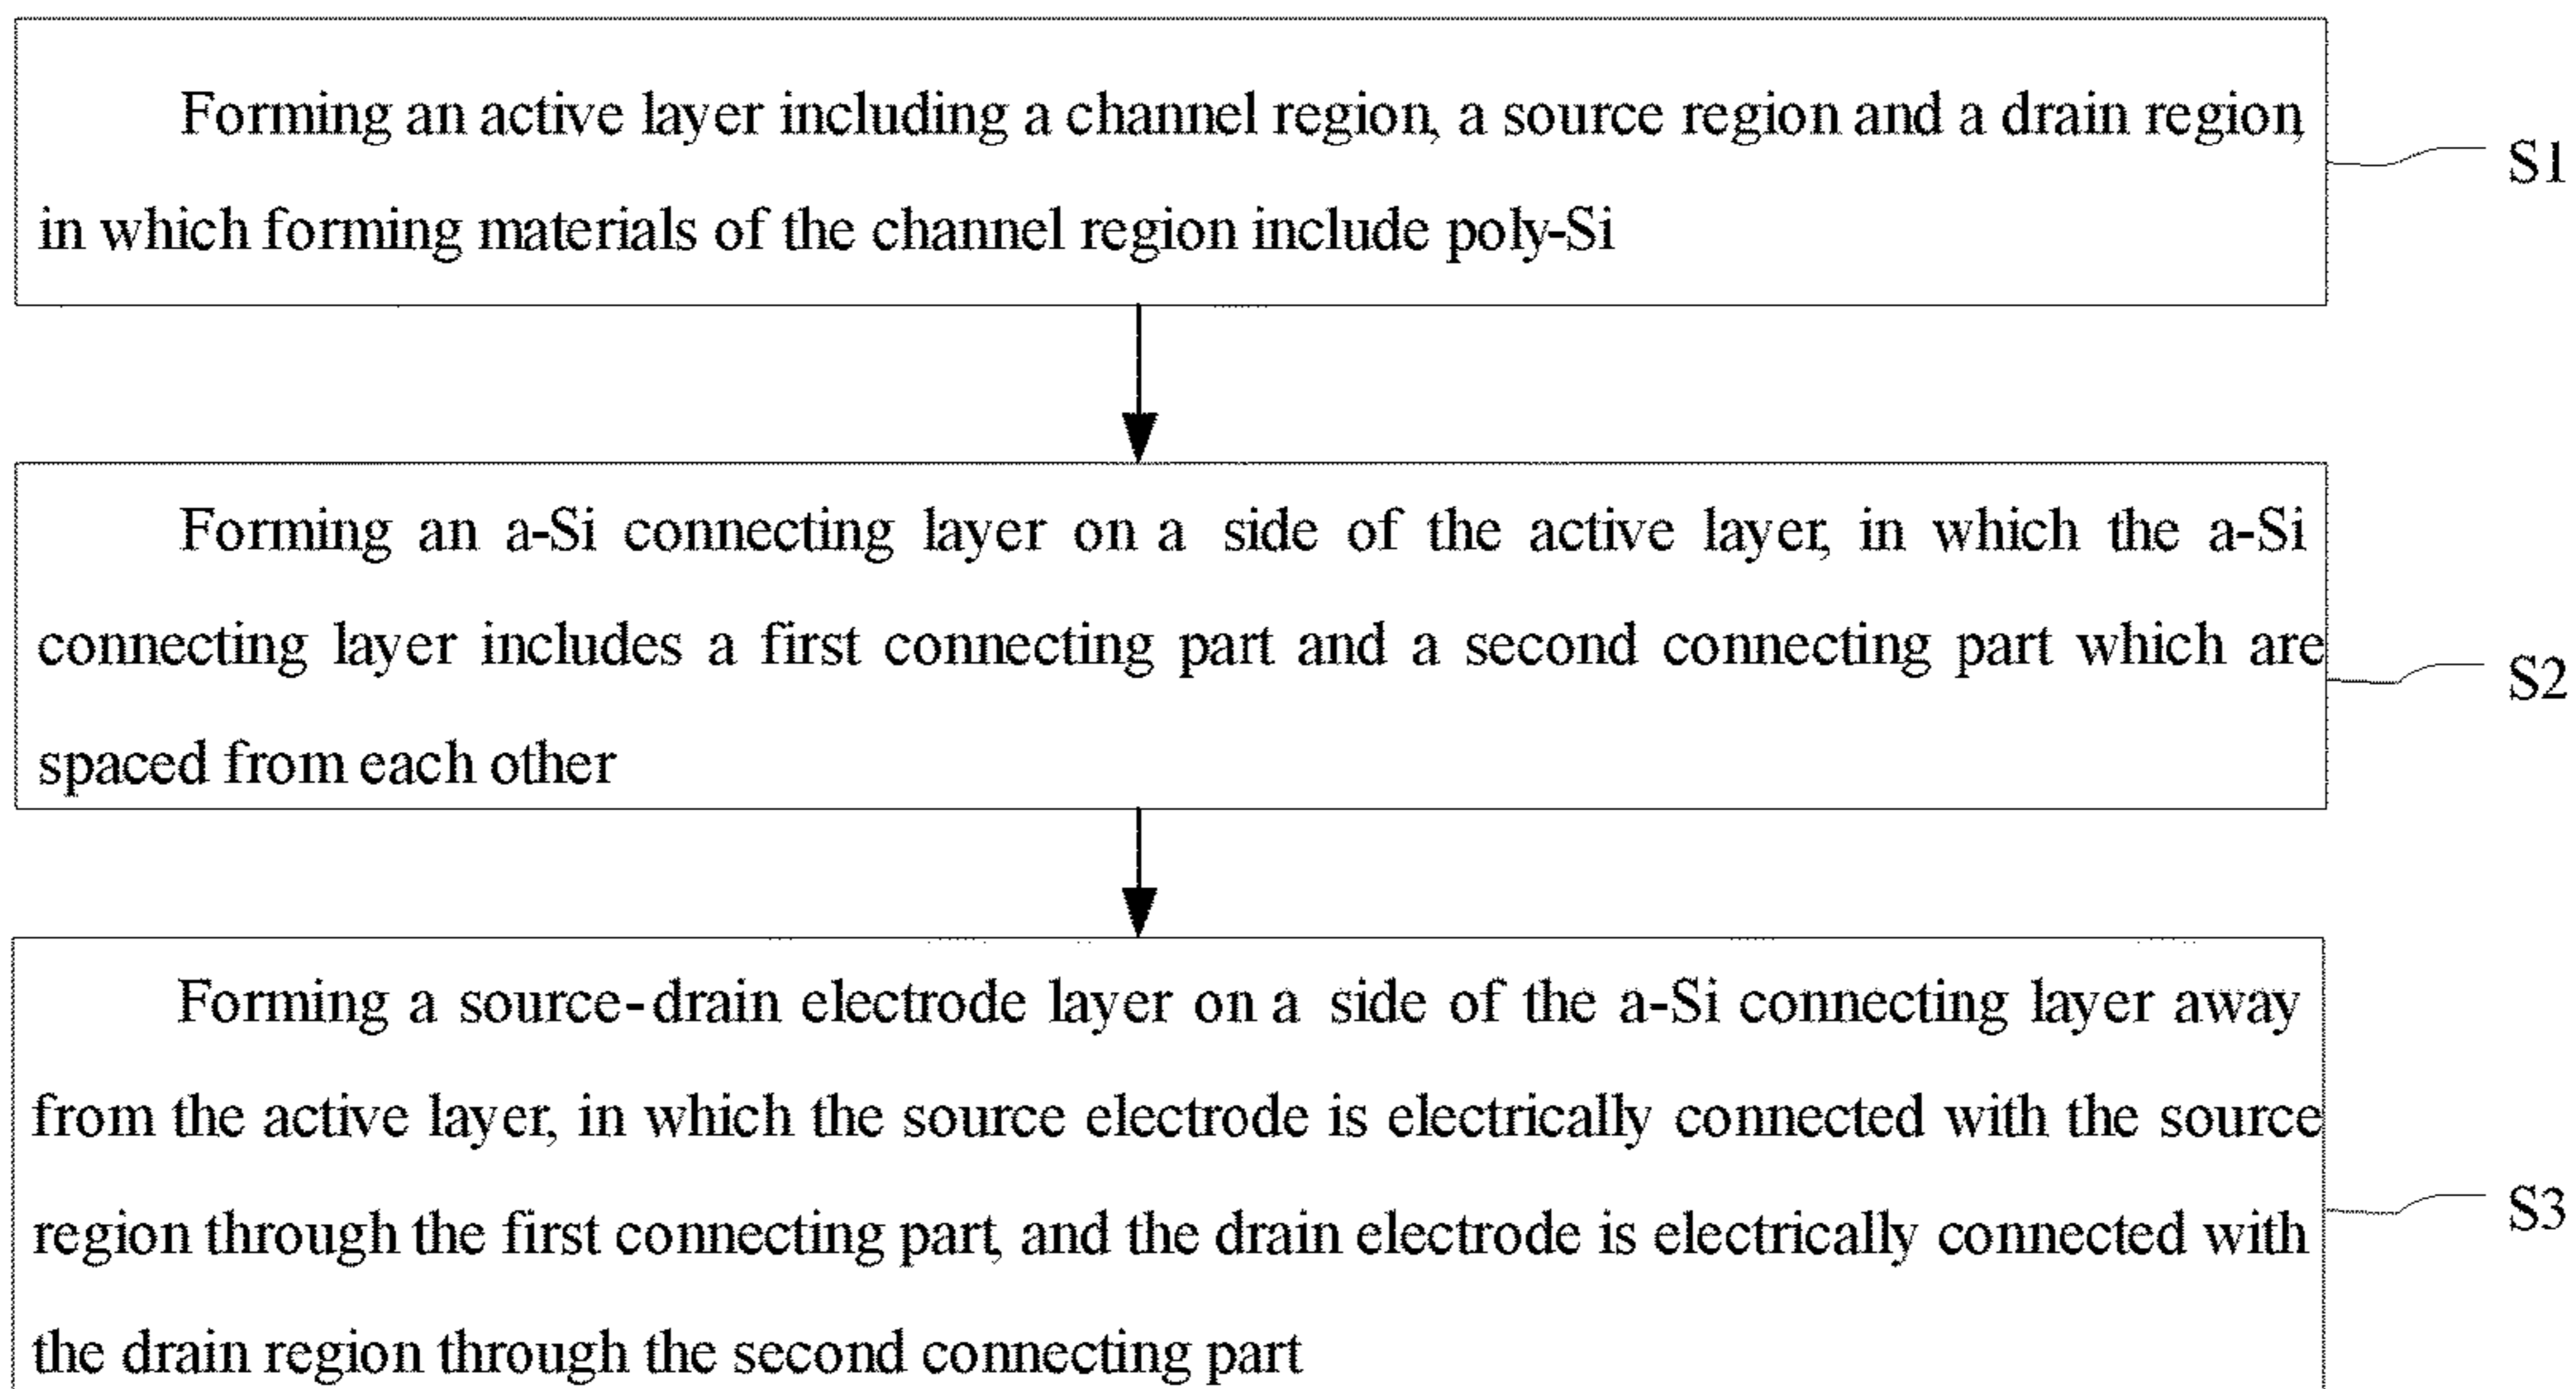 Forming an active layer including a channel region, a source region and a drain region,
in which forming materials of the channel region include poly-Si
S1
Forming an a-Si connecting layer on a side of the active layer, in which the a-Si
connecting layer includes a first connecting part and a second connecting part which are
spaced from each other
S2
Forming a source-drain electrode layer on a side of the a-Si connecting layer away
from the active layer, in which the source electrode is electrically connected with the source
region through the first connecting part, and the drain electrode is electrically connected with
the drain region through the second connecting part
S3